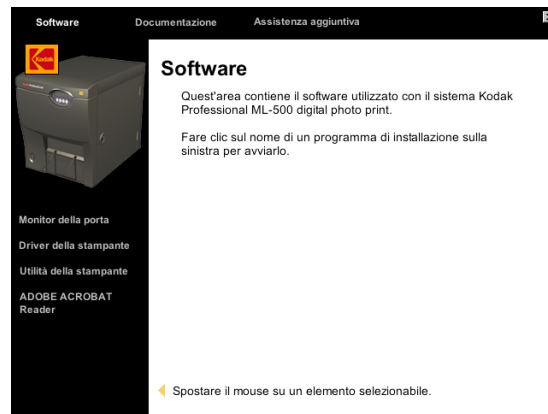 Software Documentazione Assistenza aggiuntiva
Kodak
Software
Quest'area contiene il software utilizzato con il sistema Kodak
Professional ML-500 digital photo print.
Fare clic sul nome di un programma di installazione sulla
sinistra per avviarlo.
Monitor della porta
Driver della stampante
Utilità della stampante
ADOBE ACROBAT
Reader
Spostare il mouse su un elemento selezionabile.